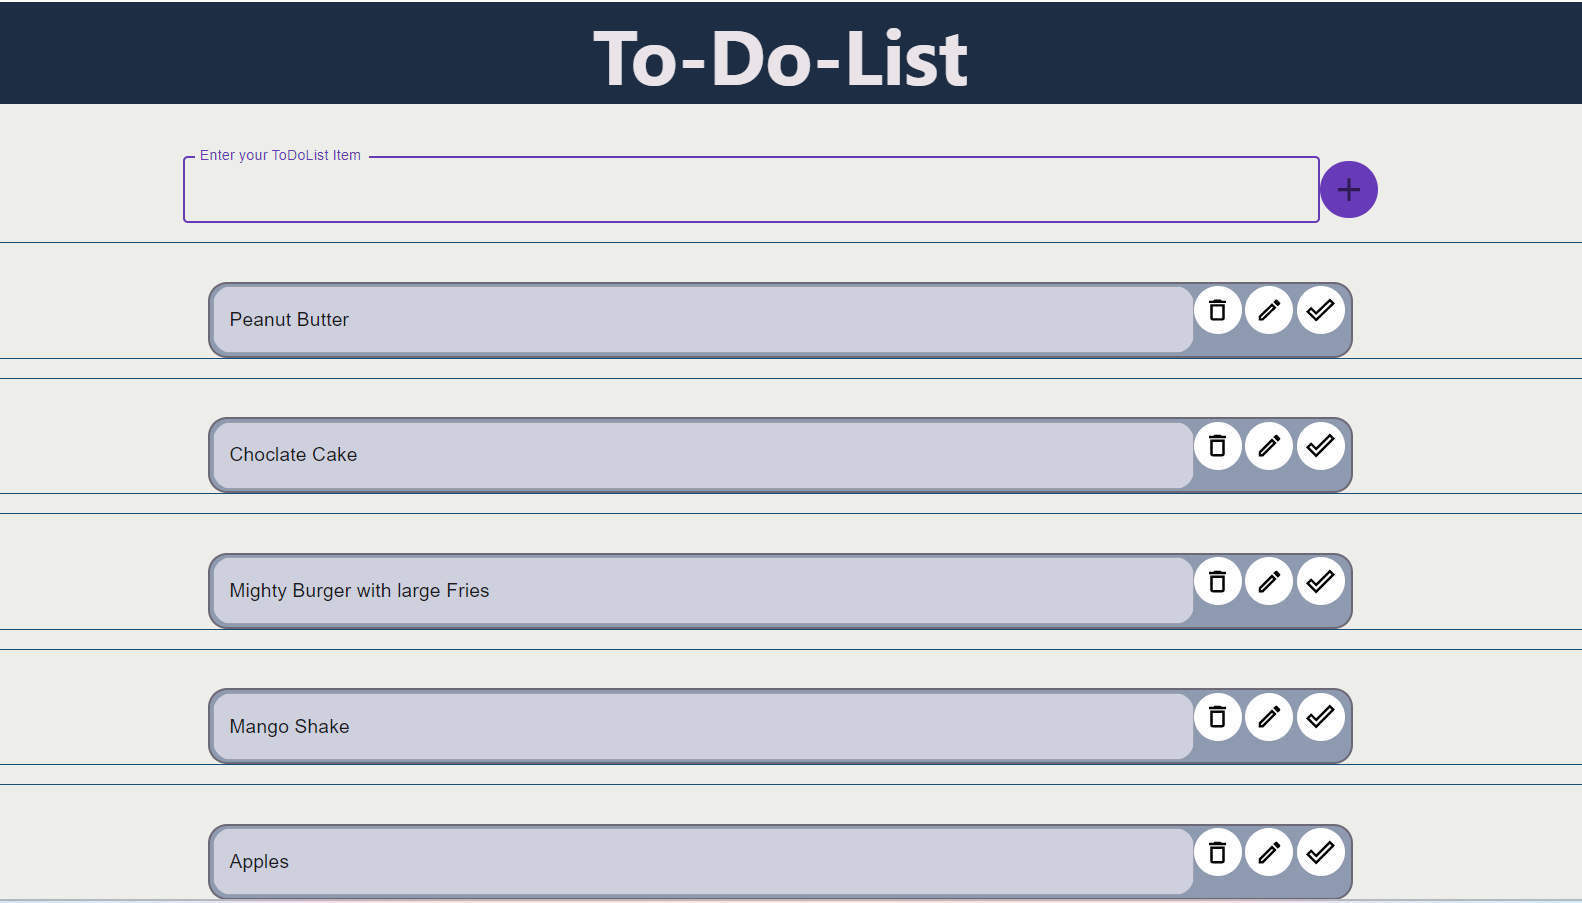 To-Do-List
Enter your ToDoList Item
Peanut Butter
Choclate Cake
Mighty Burger with large Fries
Mango Shake
Apples